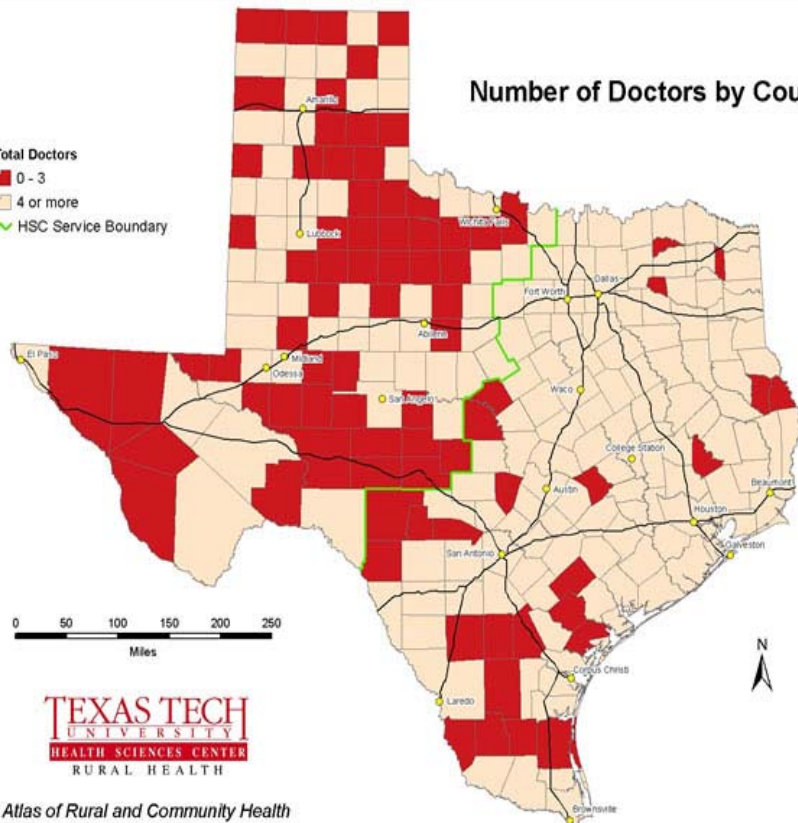 Number of Doctors by Cou
Total Doctors
0 - 3
4 or more
HSC Service Boundary
Amarillo
Lubbock
Wichita Falls
Fort Worth
Dallas
Abilene
El Paso
Midland
Odessa
San Angelo
Waco
College Station
Austin
Beaumont
Houston
San Antonio
Galveston
0 50 100 150 200 250
Miles
N
Corpus Christi
Laredo
TEXAS TECH
UNIVERSITY
HEALTH SCIENCES CENTER
RURAL HEALTH
Atlas of Rural and Community Health
Brownsville